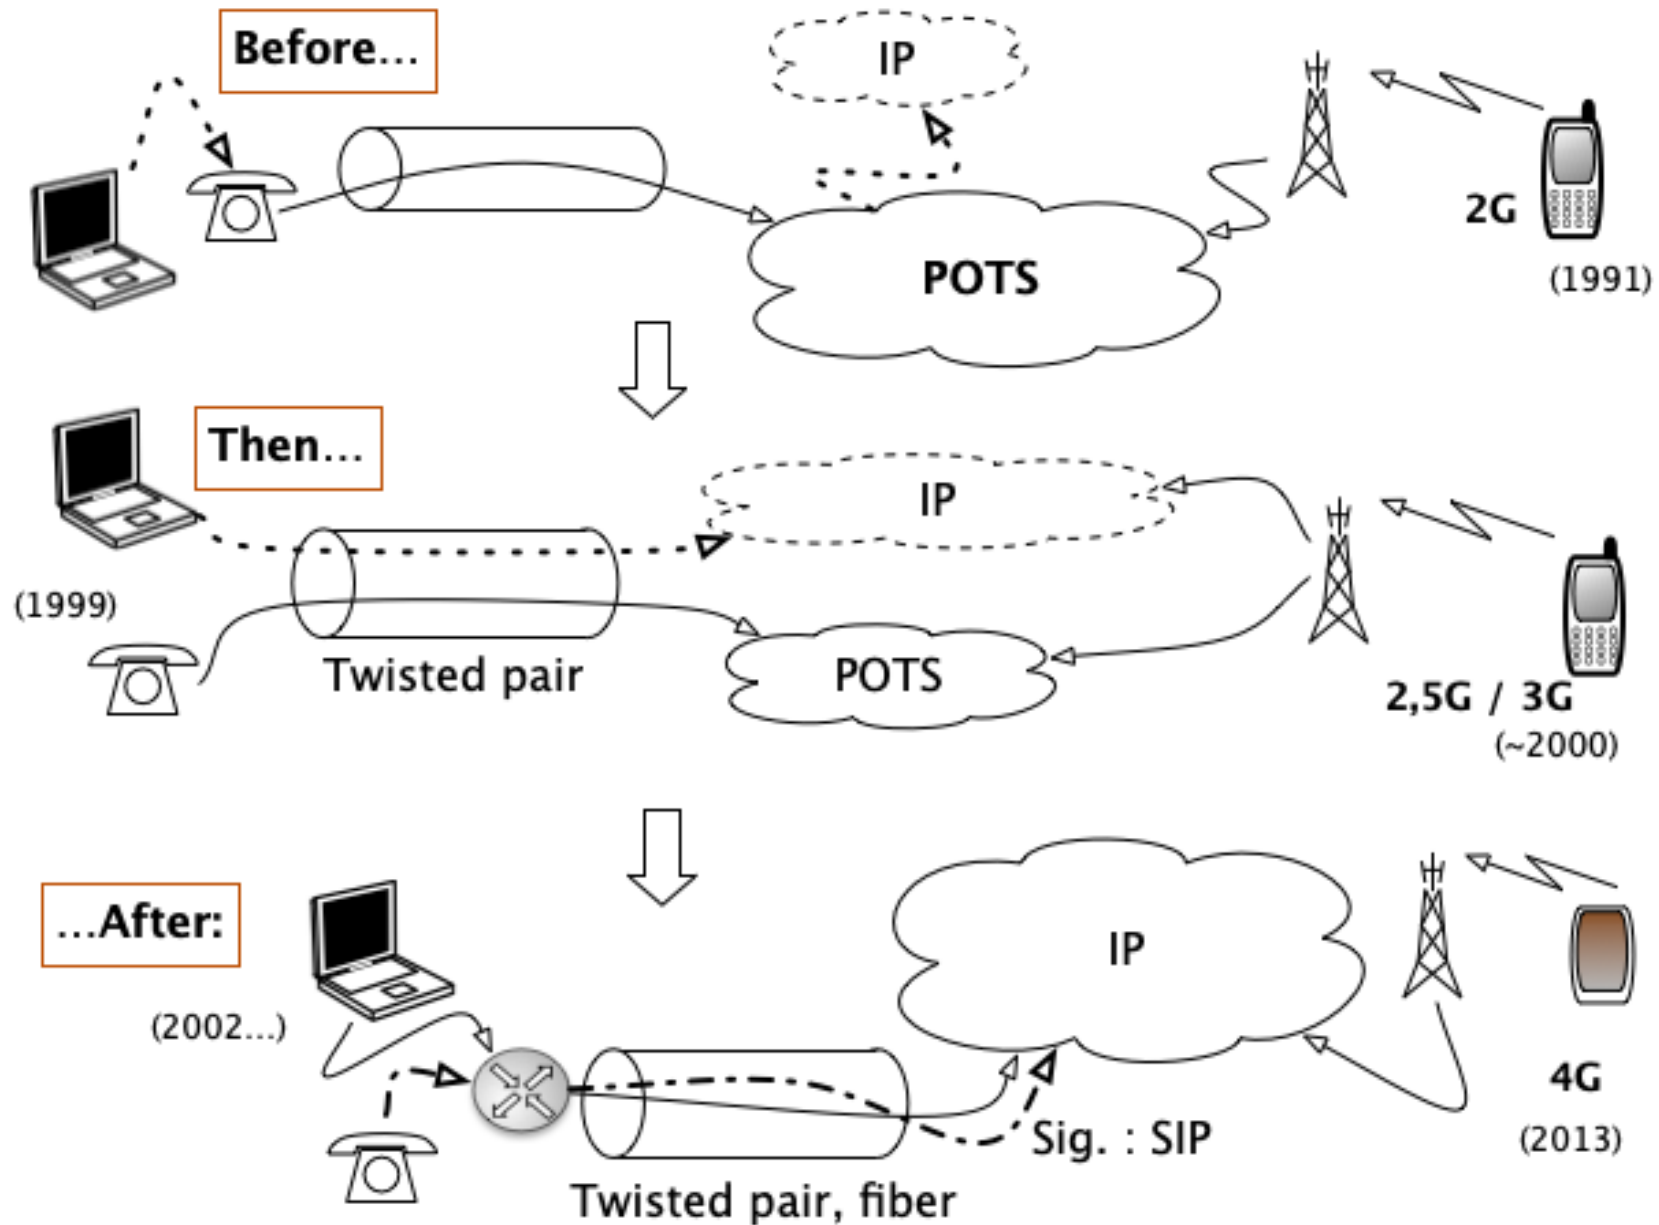 Before...
IP
2G
(1991)
POTS
Then...
IP
(1999)
Twisted pair
POTS
2,5G / 3G
(~2000)
...After:
IP
(2002...)
4G
Sig. : SIP
(2013)
Twisted pair, fiber